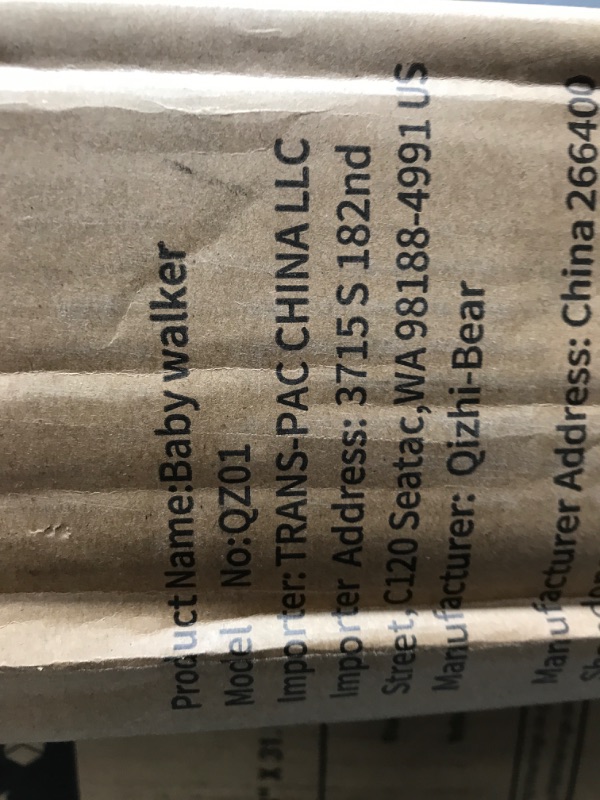 Product Name:Baby walker
Model No:QZ01
Importer: TRANS-PAC CHINA LLC
Importer Address: 3715 S 182nd
Street, C120 Seatac,WA 98188-4991 US
Manufacturer: Qizhi-Bear
Manufacturer Address: China 266400
" X 31.